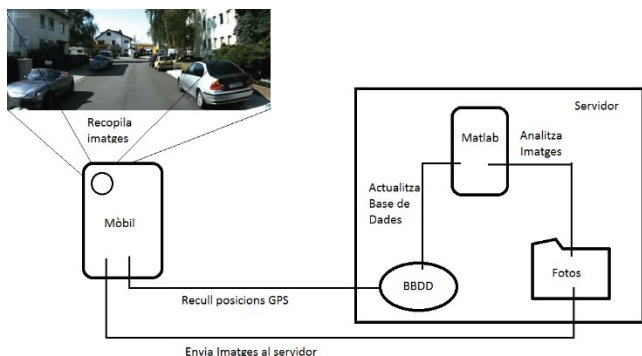 Recopila
imatges
Mòbil
Servidor
Matlab
Analitza
Imatges
Actualitza
Base de
Dades
BBDD
Fotos
Recull posicions GPS
Envia Imatges al servidor